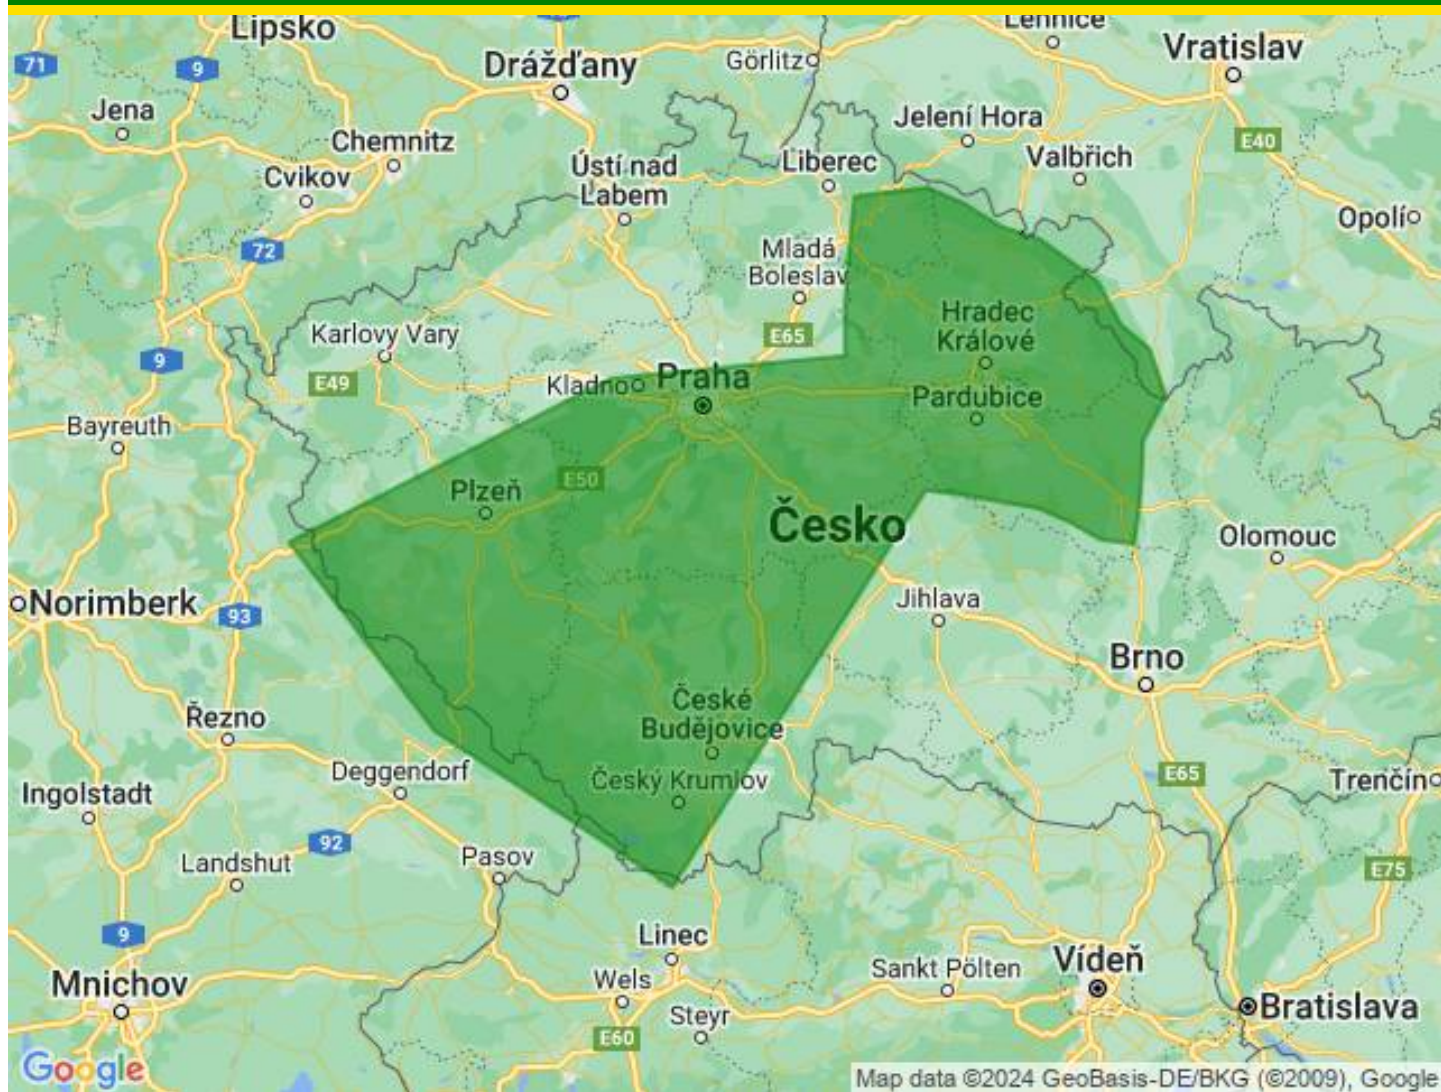 Lipsko
Lehnice
71
9
Drážďany
Görlitz
Vratislav
Jena
Chemnitz
Jelení Hora
E40
Cvikov
Ústí nad
Labem
Liberec
Valbřich
Opolí
72
Mladá
Boleslav
Karlovy Vary
Hradec
Králové
E65
9
E49
Kladno
Praha
Pardubice
Bayreuth
Plzeň
E50
Česko
Olomouc
Norimberk
93
Jihlava
Brno
Řezno
České
Budějovice
Deggendorf
Český Krumlov
E65
Trenčín
Ingolstadt
92
Landshut
Pasov
E75
9
Linec
Mnichov
Wels
Sankt Pölten
Vídeň
Steyr
Bratislava
E60
Google
Map data ©2024 GeoBasis-DE/BKG (©2009), Google